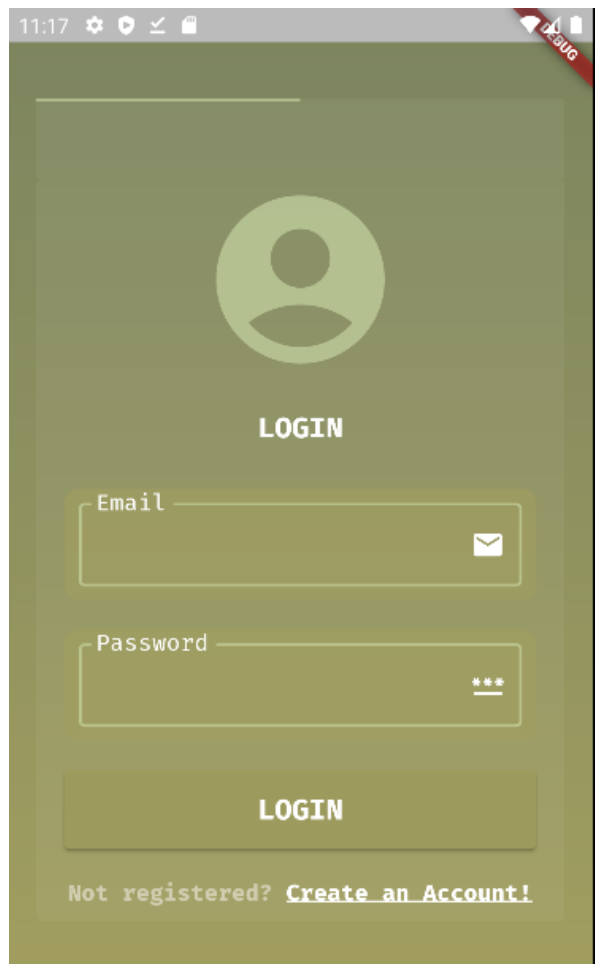 11:17
DEBUG
LOGIN
Email
Password
***
LOGIN
Not registered? Create an Account!